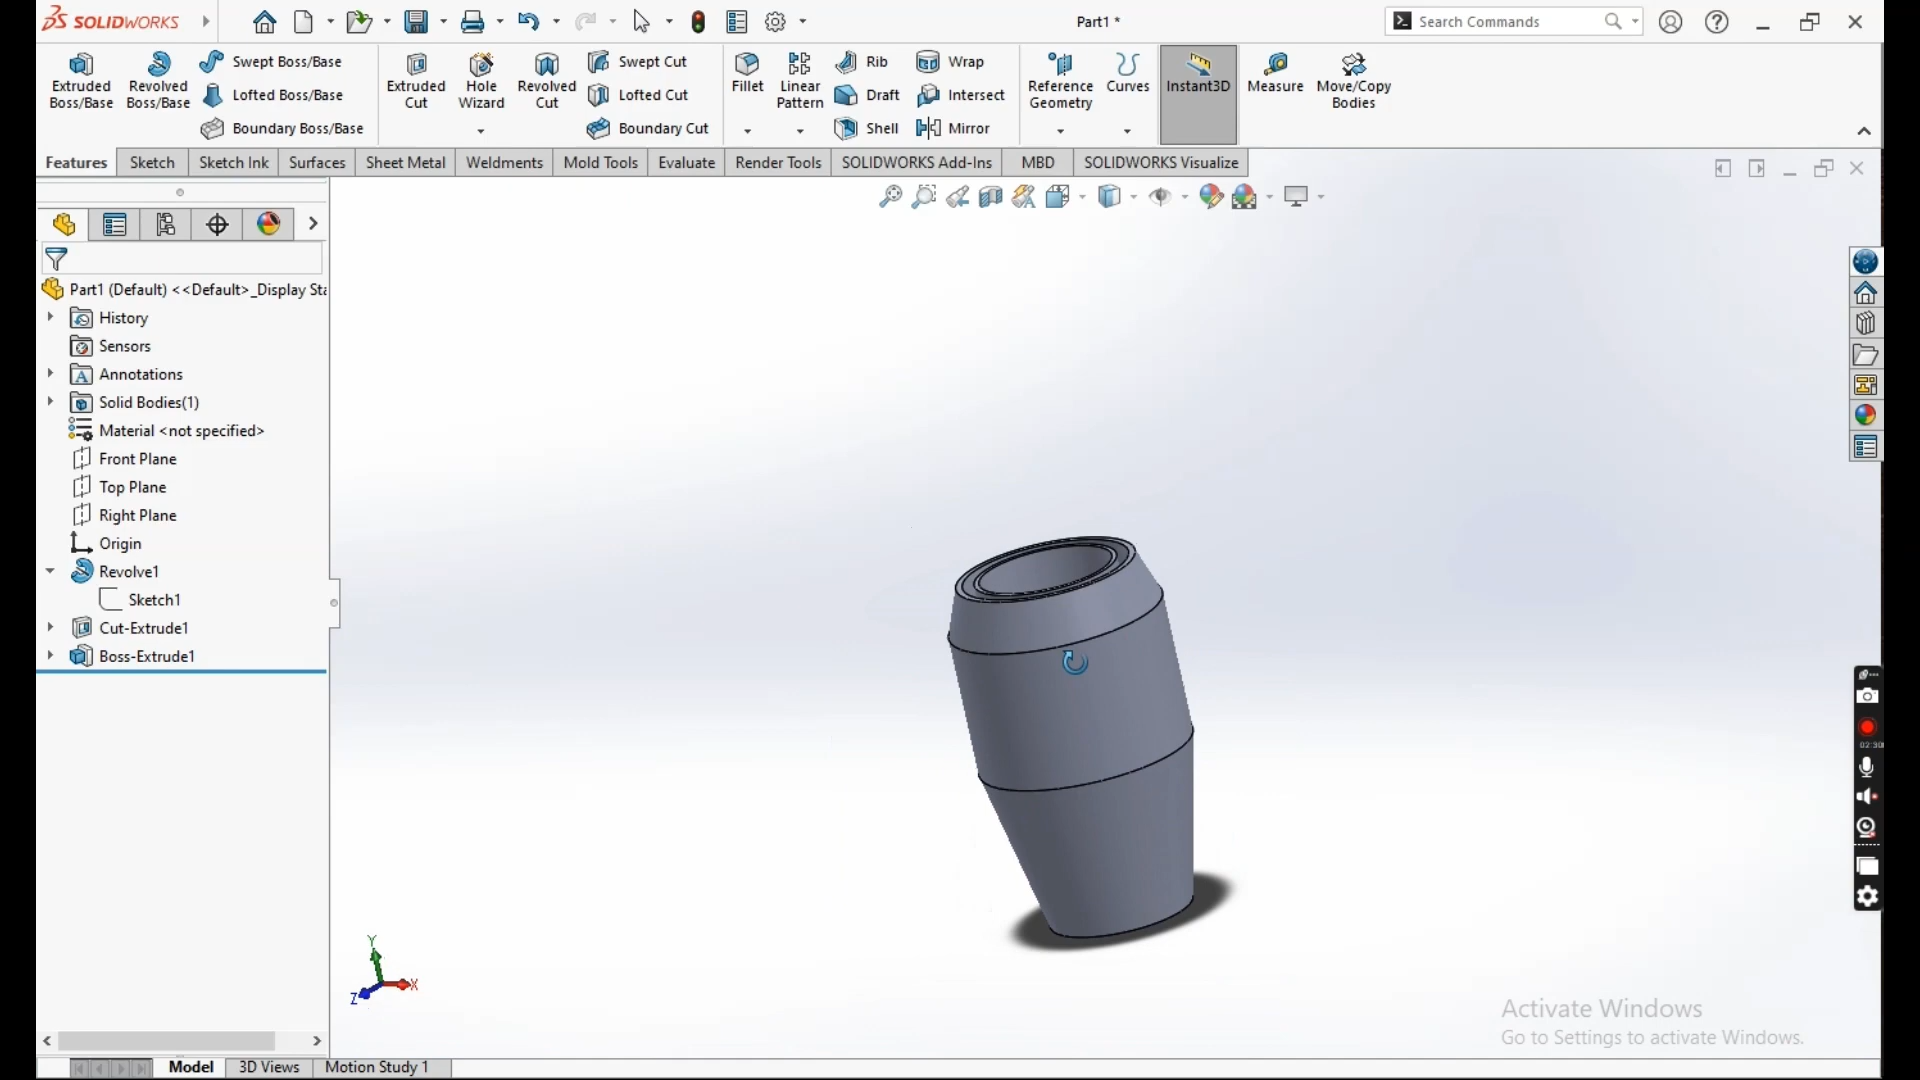 SOLIDWORKS
Part1 *
Search Commands
Extruded Boss/Base
Revolved Boss/Base
Swept Boss/Base
Lofted Boss/Base
Boundary Boss/Base
Extruded Cut
Hole Wizard
Revolved Cut
Swept Cut
Lofted Cut
Boundary Cut
Fillet
Linear Pattern
Rib
Draft
Shell
Wrap
Intersect
Mirror
Reference Geometry
Curves
Instant3D
Measure
Move/Copy Bodies
Features
Sketch
Sketch Ink
Surfaces
Sheet Metal
Weldments
Mold Tools
Evaluate
Render Tools
SOLIDWORKS Add-Ins
MBD
SOLIDWORKS Visualize
Part1 (Default) <<Default>_Display Sta
History
Sensors
A Annotations
Solid Bodies(1)
Material <not specified>
Front Plane
Top Plane
Right Plane
Origin
Revolve1
Sketch1
Cut-Extrude1
Boss-Extrude1
02:30
Y
X
Z
Activate Windows
Go to Settings to activate Windows.
Model
3D Views
Motion Study 1